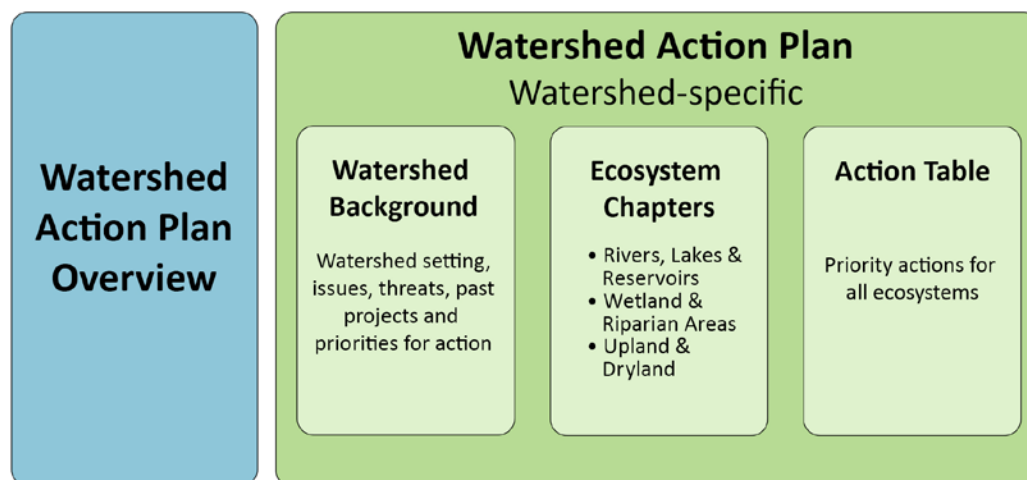 Watershed
Action Plan
Overview
Watershed Action Plan
Watershed-specific
Watershed
Background
Watershed setting,
issues, threats, past
projects and
priorities for action
Ecosystem
Chapters
• Rivers, Lakes &
Reservoirs
• Wetland &
Riparian Areas
• Upland &
Dryland
Action Table
Priority actions for
all ecosystems